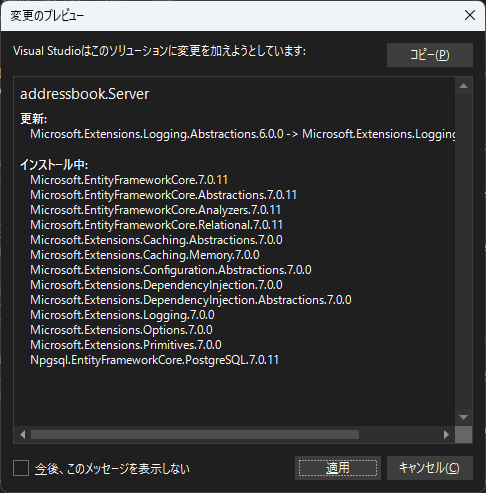 変更のプレビュー
Visual Studioはこのソリューションに変更を加えようとしています:
コピー(P)
addressbook.Server
更新:
Microsoft.Extensions.Logging.Abstractions.6.0.0 -> Microsoft.Extensions.Logging
インストール中:
Microsoft.EntityFrameworkCore.7.0.11
Microsoft.EntityFrameworkCore.Abstractions.7.0.11
Microsoft.EntityFrameworkCore.Analyzers.7.0.11
Microsoft.EntityFrameworkCore.Relational.7.0.11
Microsoft.Extensions.Caching.Abstractions.7.0.0
Microsoft.Extensions.Caching.Memory.7.0.0
Microsoft.Extensions.Configuration.Abstractions.7.0.0
Microsoft.Extensions.DependencyInjection.7.0.0
Microsoft.Extensions.DependencyInjection.Abstractions.7.0.0
Microsoft.Extensions.Logging.7.0.0
Microsoft.Extensions.Options.7.0.0
Microsoft.Extensions.Primitives.7.0.0
Npgsql.EntityFrameworkCore.PostgreSQL.7.0.11
今後、このメッセージを表示しない
適用
キャンセル(C)